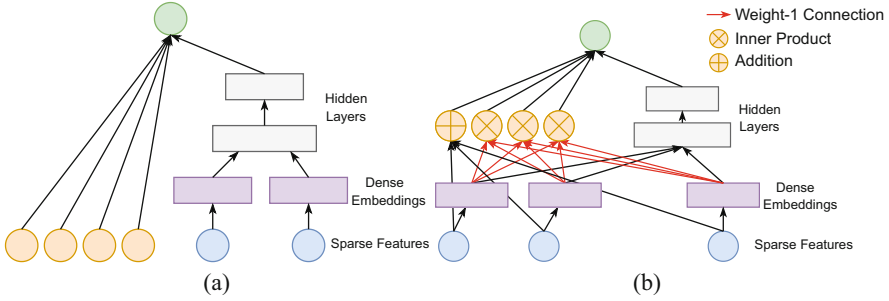 Weight-1 Connection
Inner Product
Addition
Hidden
Layers
Dense
Embeddings
Sparse Features
(a)
Hidden
Layers
Dense
Embeddings
Sparse Features
(b)